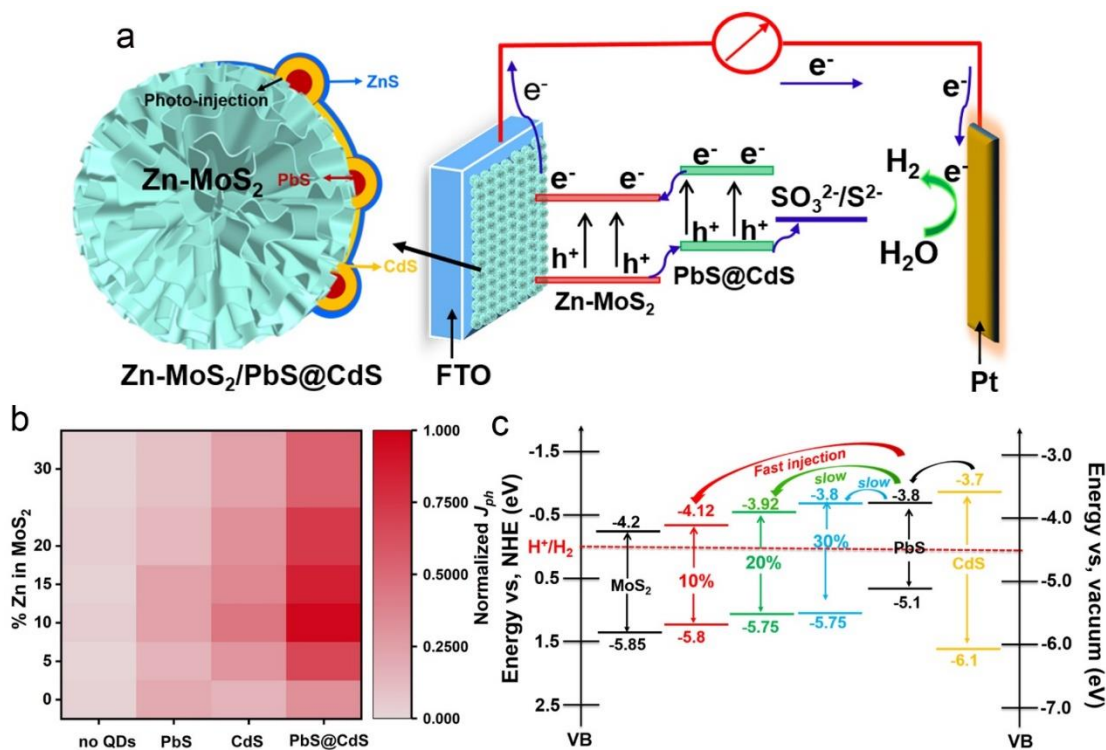 a
Photo-injection
ZnS
Zn-MoS₂
PbS
CdS
Zn-MoS₂/PbS@CdS
e⁻
e⁻
e⁻
e⁻ e⁻
e⁻ e⁻
h⁺ h⁺
h⁺ h⁺
Zn-MoS₂
PbS@CdS
SO₃²⁻/S²⁻
FTO
H₂
e⁻
H₂O
Pt
b
% Zn in MoS₂
30
20
15
10
5
0
no QDs PbS CdS PbS@CdS
1.000
0.7500
0.5000
0.2500
0.000
Normalized Jph
c
Energy vs, NHE (eV)
-1.5
-0.5
H⁺/H₂
0.5
1.5
2.5
VB
Fast injection
slow
slow
-4.2
MoS₂
-5.85
-4.12
10%
-5.8
-3.92
20%
-5.75
-3.8
30%
-5.75
-3.8
PbS
-5.1
-3.7
CdS
-6.1
-3.0
-4.0
-5.0
-6.0
-7.0
VB
Energy vs, vacuum (eV)